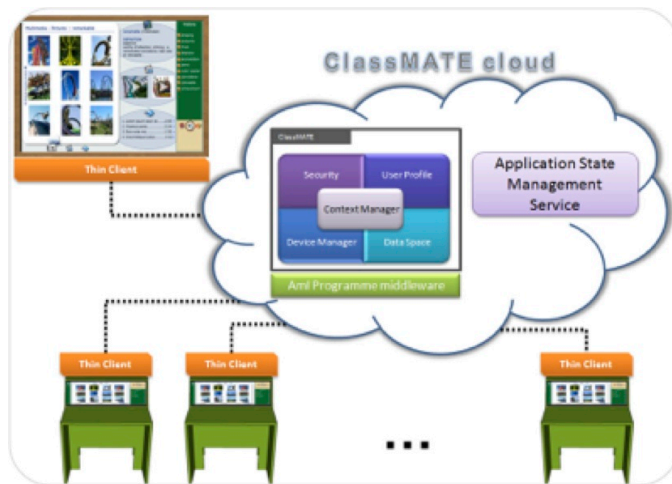 ClassMATE cloud
Thin Client
ClassMATE
Security
User Profile
Context Manager
Device Manager
Data Space
AmI Programme middleware
Application State
Management
Service
Thin Client
Thin Client
Thin Client
...